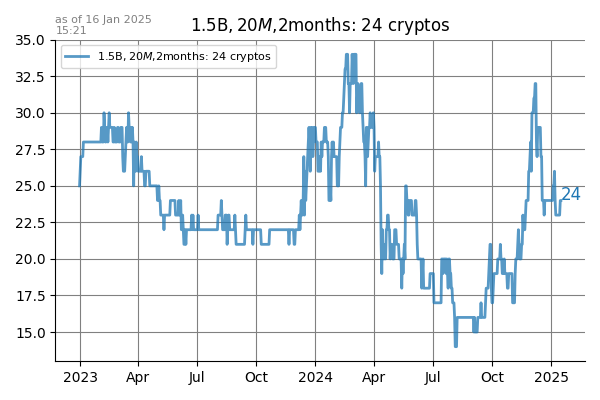 as of 16 Jan 2025
15:21
1.5B, 20M,2months: 24 cryptos
1.5B, 20M,2months: 24 cryptos
35.0
32.5
30.0
27.5
25.0
22.5
20.0
17.5
15.0
24
2023 Apr Jul Oct 2024 Apr Jul Oct 2025